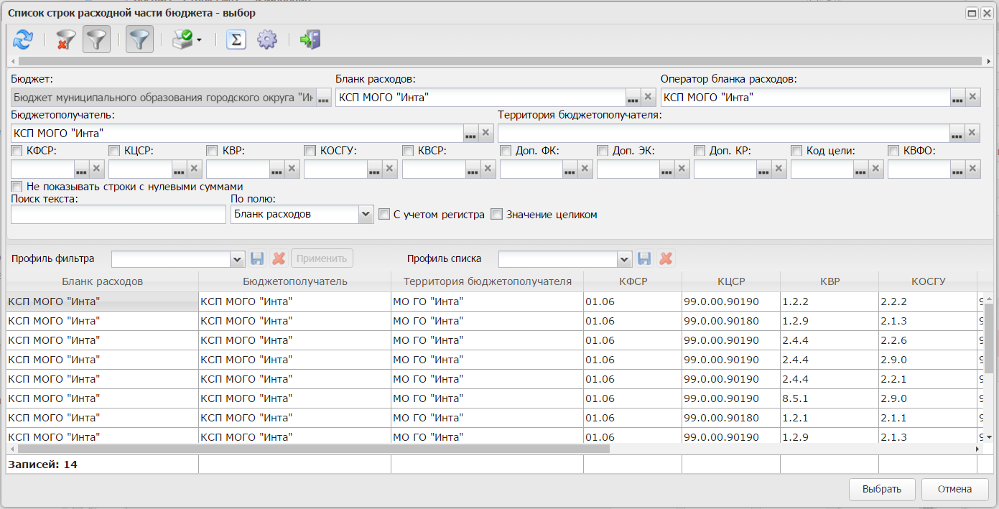 Список строк расходной части бюджета - выбор
Бюджет: Бланк расходов: Оператор бланка расходов:
Бюджет муниципального образования городского округа "Ин ... КСП МОГО "Инта" ... КСП МОГО "Инта" ...
Бюджетополучатель: Территория бюджетополучателя:
КСП МОГО "Инта" ... ...
КФСР: КЦСР: КВР: КОСГУ: КВСР: Доп. ФК: Доп. ЭК: Доп. КР: Код цели: КВФО:
... ... ... ... ... ... ... ... ... ...
Не показывать строки с нулевыми суммами
Поиск текста: По полю:
Бланк расходов С учетом регистра Значение целиком
Профиль фильтра Применить Профиль списка
Бланк расходов Бюджетополучатель Территория бюджетополучателя КФСР КЦСР КВР КОСГУ
КСП МОГО "Инта" КСП МОГО "Инта" МО ГО "Инта" 01.06 99.0.00.90190 1.2.2 2.2.2
КСП МОГО "Инта" КСП МОГО "Инта" МО ГО "Инта" 01.06 99.0.00.90180 1.2.9 2.1.3
КСП МОГО "Инта" КСП МОГО "Инта" МО ГО "Инта" 01.06 99.0.00.90190 2.4.4 2.2.6
КСП МОГО "Инта" КСП МОГО "Инта" МО ГО "Инта" 01.06 99.0.00.90190 2.4.4 2.9.0
КСП МОГО "Инта" КСП МОГО "Инта" МО ГО "Инта" 01.06 99.0.00.90190 2.4.4 2.2.1
КСП МОГО "Инта" КСП МОГО "Инта" МО ГО "Инта" 01.06 99.0.00.90190 8.5.1 2.9.0
КСП МОГО "Инта" КСП МОГО "Инта" МО ГО "Инта" 01.06 99.0.00.90180 1.2.1 2.1.1
КСП МОГО "Инта" КСП МОГО "Инта" МО ГО "Инта" 01.06 99.0.00.90190 1.2.9 2.1.3
Записей: 14
Выбрать Отмена